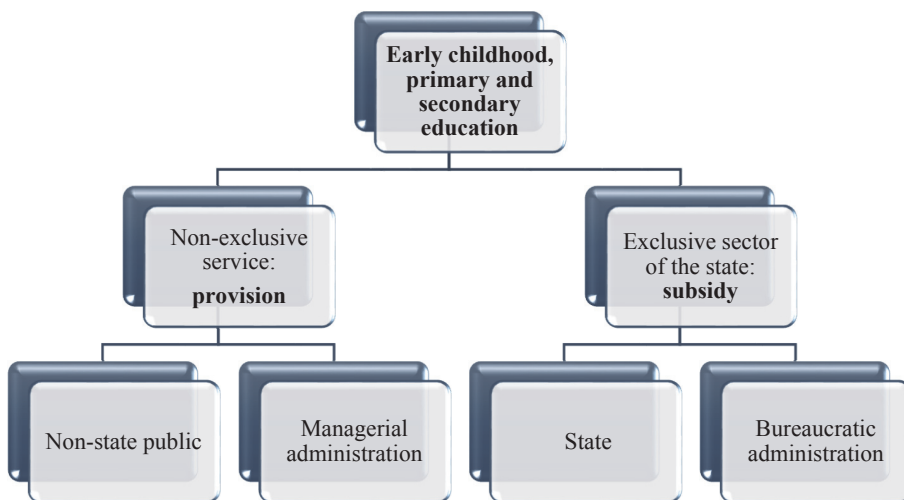 Early childhood,
primary and
secondary
education
Non-exclusive
service:
provision
Exclusive sector
of the state:
subsidy
Non-state public
Managerial
administration
State
Bureaucratic
administration